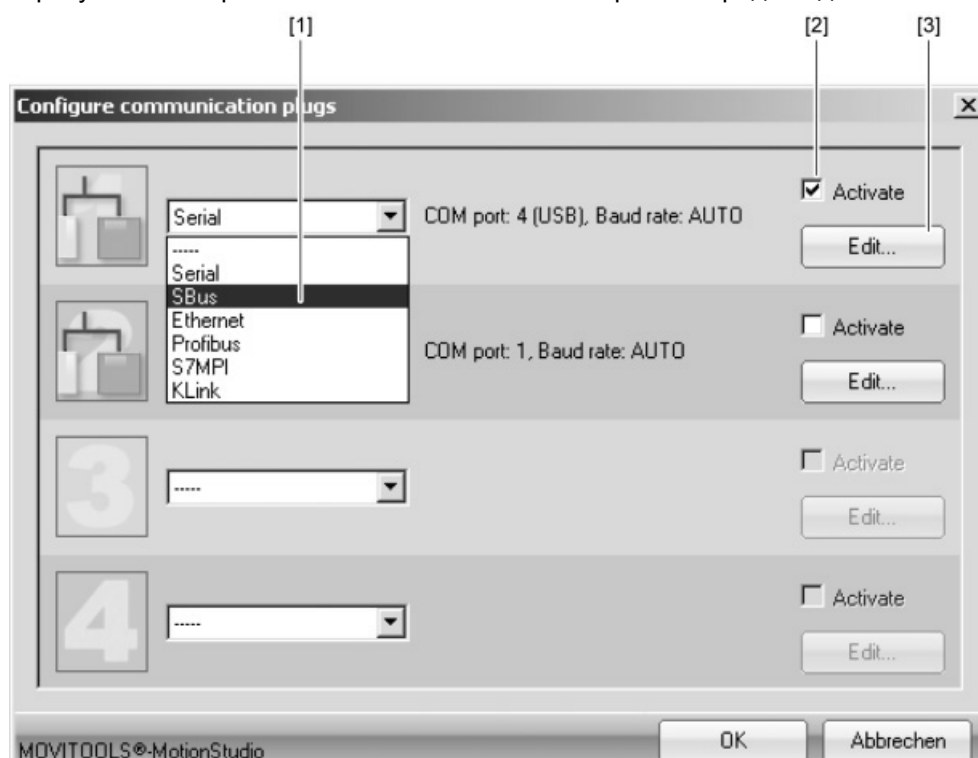 [1] [2] [3]
Configure communication plugs
Serial
COM port: 4 (USB), Baud rate: AUTO
Activate
Edit...
-----
Serial
SBus
Ethernet
Profibus
S7MPI
KLink
COM port: 1, Baud rate: AUTO
Activate
Edit...
3
-----
Activate
Edit...
4
-----
Activate
Edit...
MOVITOOLS®-MotionStudio
OK
Abbrechen